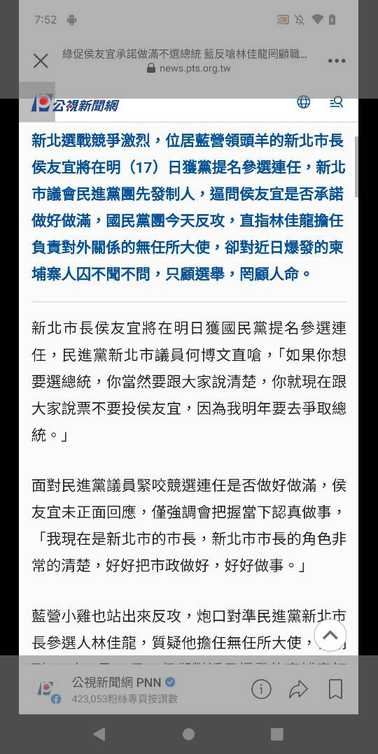 7:52
綠促侯友宜承諾做滿不選總統 藍反嗆林佳龍罔顧職...
news.pts.org.tw
公視新聞網
新北選戰競爭激烈，位居藍營領頭羊的新北市長
侯友宜將在明（17）日獲黨提名參選連任，新北
市議會民進黨團先發制人，逼問侯友宜是否承諾
做好做滿，國民黨團今天反攻，直指林佳龍擔任
負責對外關係的無任所大使，卻對近日爆發的柬
埔寨人囚不聞不問，只顧選舉，罔顧人命。
新北市長侯友宜將在明日獲國民黨提名參選連
任，民進黨新北市議員何博文直嗆，「如果你想
要選總統，你當然要跟大家說清楚，你就現在跟
大家說票不要投侯友宜，因為我明年要去爭取總
統。」
面對民進黨議員緊咬競選連任是否做好做滿，侯
友宜未正面回應，僅強調會把握當下認真做事，
「我現在是新北市的市長，新北市市長的角色非
常的清楚，好好把市政做好，好好做事。」
藍營小雞也站出來反攻，炮口對準民進黨新北市
長參選人林佳龍，質疑他擔任無任所大使，
公視新聞網 PNN
423,053粉絲專頁按讚數